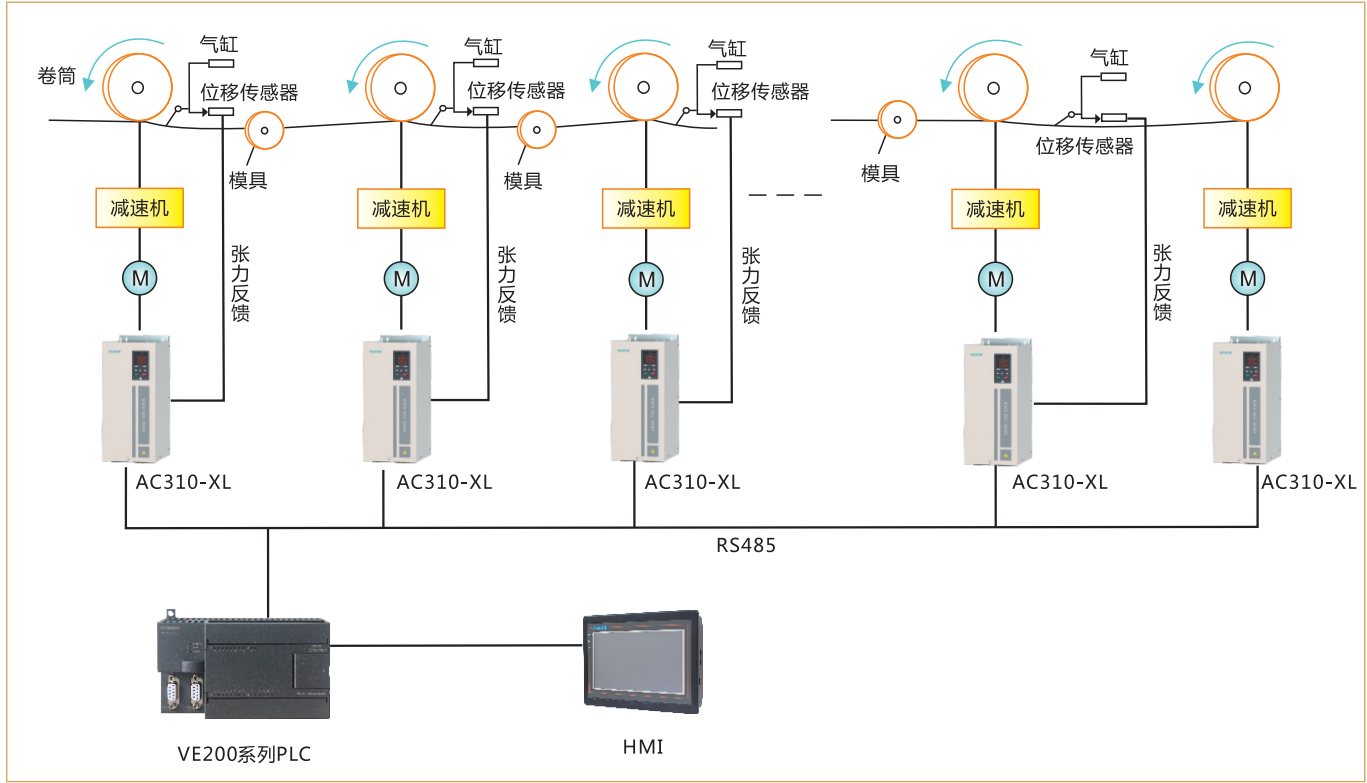 气缸
气缸
气缸
气缸
卷筒
位移传感器
位移传感器
位移传感器
位移传感器
模具
模具
模具
减速机
减速机
减速机
减速机
减速机
张力反馈
张力反馈
张力反馈
张力反馈
M
M
M
M
M
AC310-XL
AC310-XL
AC310-XL
AC310-XL
AC310-XL
RS485
VE200系列PLC
HMI